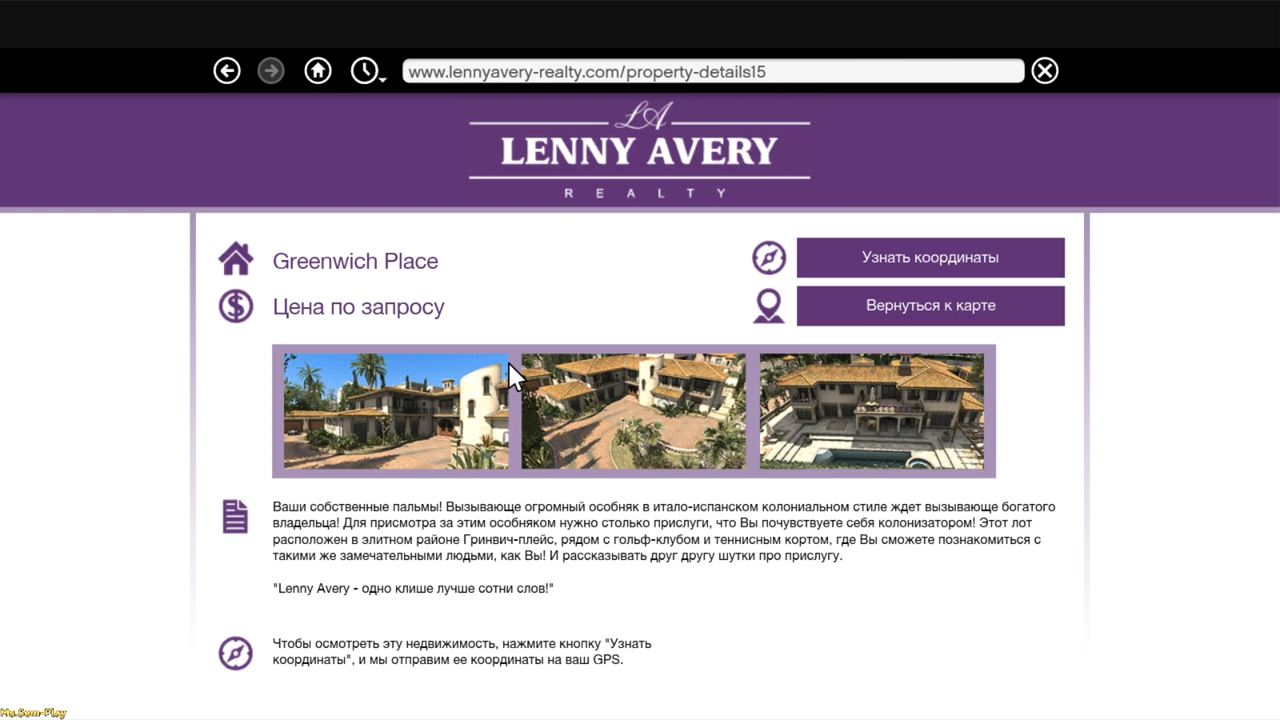 www.lennyavery-realty.com/property-details15
LA
LENNY AVERY
REALTY
Greenwich Place
Узнать координаты
Цена по запросу
Вернуться к карте
Ваши собственные пальмы! Вызывающе огромный особняк в итало-испанском колониальном стиле ждет вызывающе богатого
владельца! Для присмотра за этим особняком нужно столько прислуги, что Вы почувствуете себя колонизатором! Этот лот
расположен в элитном районе Гринвич-плейс, рядом с гольф-клубом и теннисным кортом, где Вы сможете познакомиться с
такими же замечательными людьми, как Вы! И рассказывать друг другу шутки про прислугу.
"Lenny Avery - одно клише лучше сотни слов!"
Чтобы осмотреть эту недвижимость, нажмите кнопку "Узнать
координаты", и мы отправим ее координаты на ваш GPS.
Ms.Sam-Play